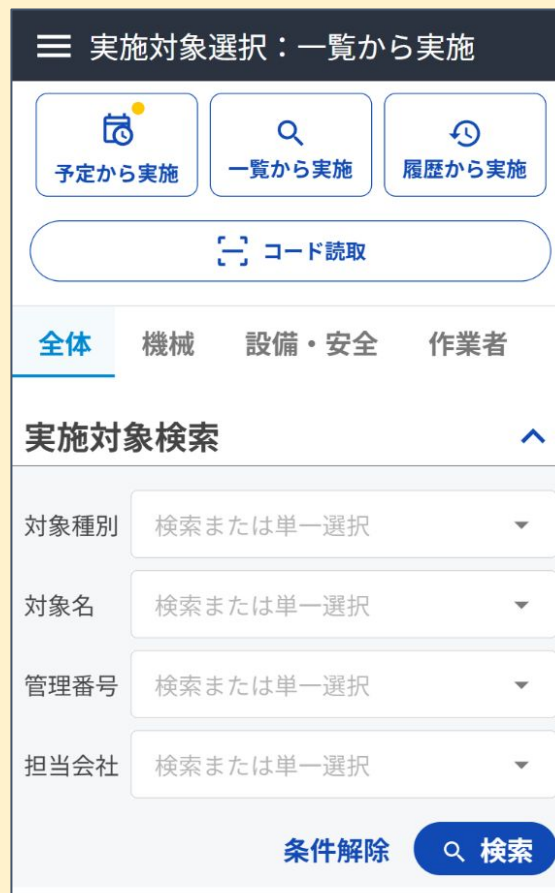 実施対象選択：一覧から実施
予定から実施 一覧から実施 履歴から実施
コード読取
全体 機械 設備・安全 作業者
実施対象検索
対象種別 検索または単一選択
対象名 検索または単一選択
管理番号 検索または単一選択
担当会社 検索または単一選択
条件解除 検索